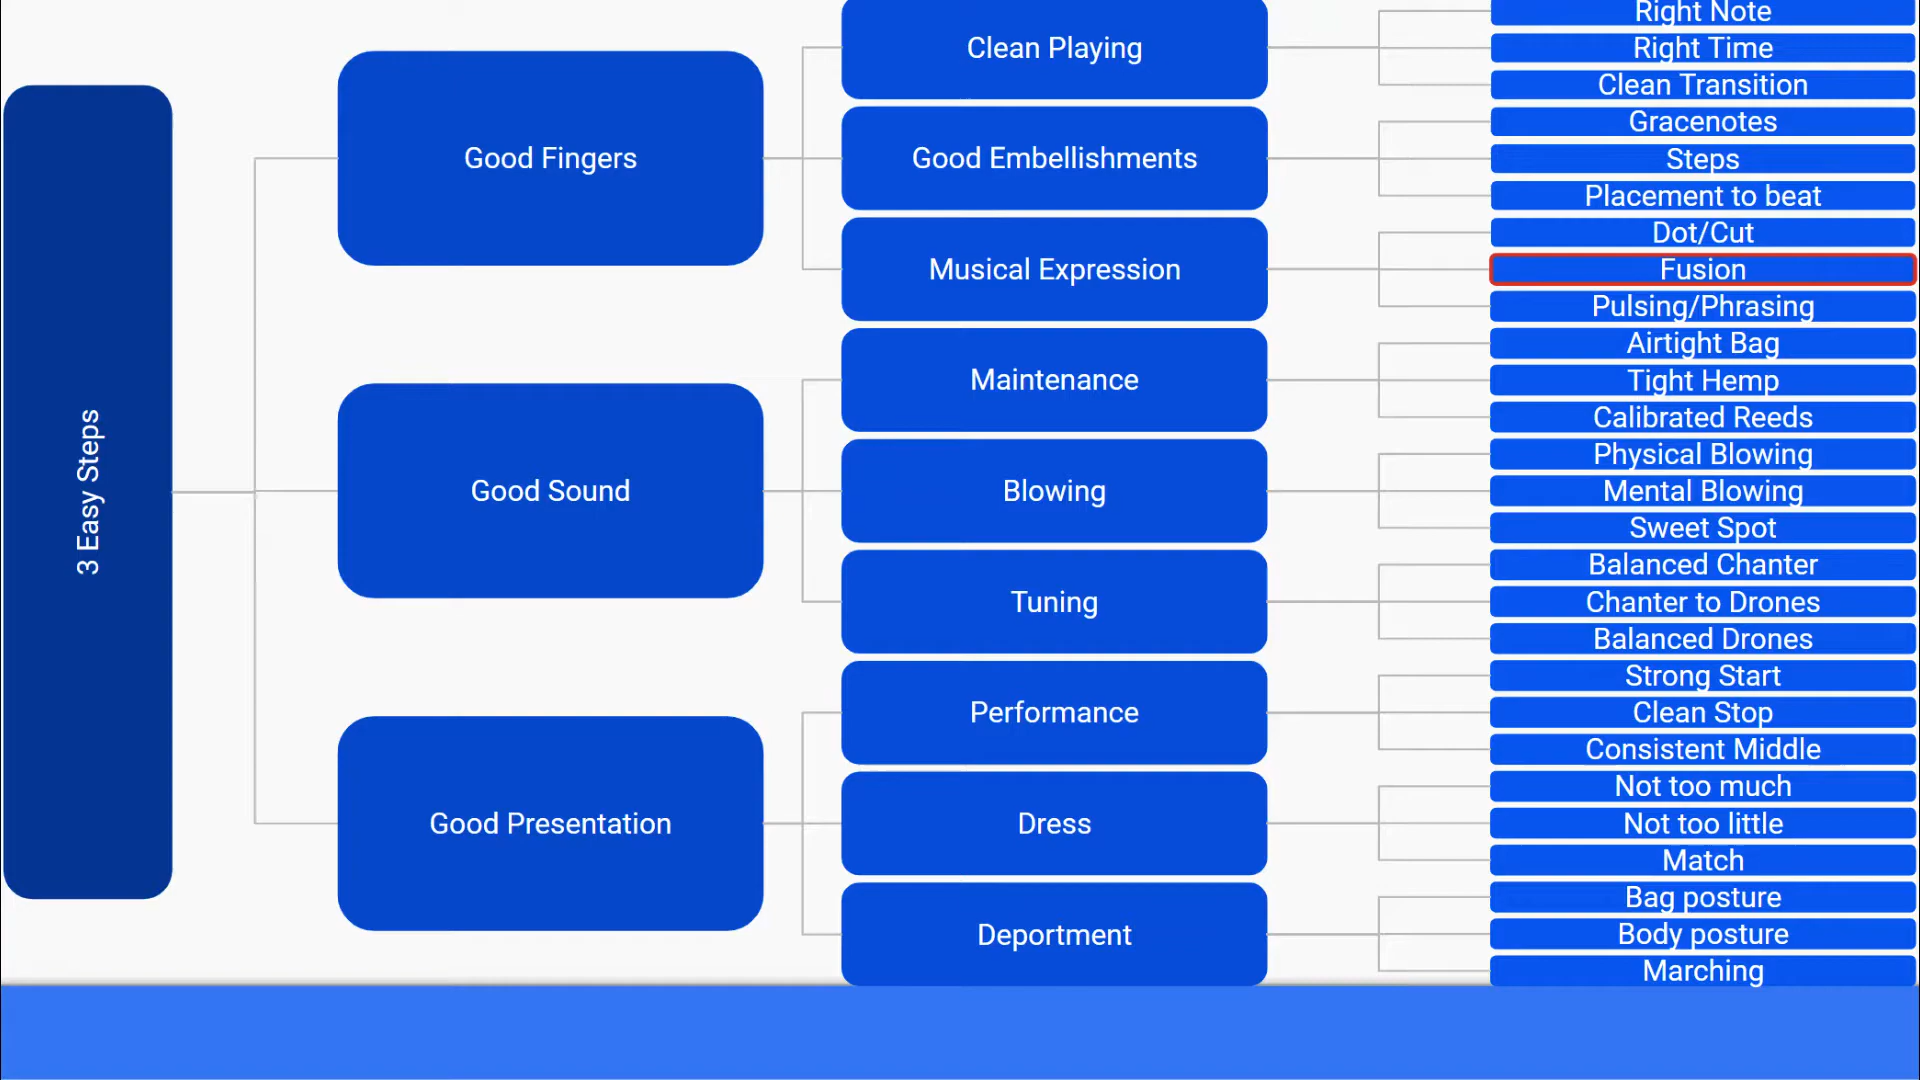 3 Easy Steps
Good Fingers
Good Sound
Good Presentation
Clean Playing
Good Embellishments
Musical Expression
Maintenance
Blowing
Tuning
Performance
Dress
Deportment
Right Note
Right Time
Clean Transition
Gracenotes
Steps
Placement to beat
Dot/Cut
Fusion
Pulsing/Phrasing
Airtight Bag
Tight Hemp
Calibrated Reeds
Physical Blowing
Mental Blowing
Sweet Spot
Balanced Chanter
Chanter to Drones
Balanced Drones
Strong Start
Clean Stop
Consistent Middle
Not too much
Not too little
Match
Bag posture
Body posture
Marching